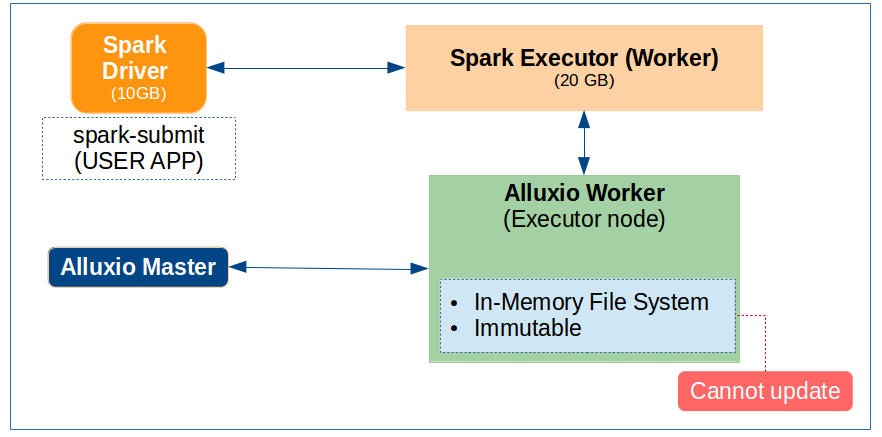 Spark
Driver
(10GB)
spark-submit
(USER APP)
Spark Executor (Worker)
(20 GB)
Alluxio Worker
(Executor node)
Alluxio Master
• In-Memory File System
• Immutable
Cannot update